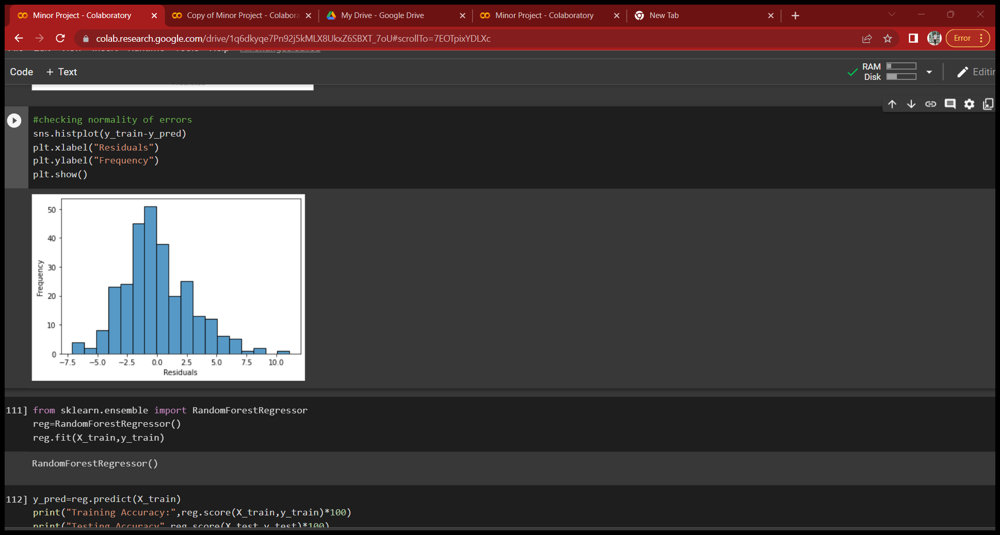 Minor Project - Colaboratory
Copy of Minor Project - Colabora
My Drive - Google Drive
Minor Project - Colaboratory
New Tab
colab.research.google.com/drive/1q6dkyqe7Pn92j5kMLX8UkxZ6SBXT_7oU#scrollTo=7EOTpixYDLXc
Error
Code + Text
RAM
Disk
Editin
#checking normality of errors
sns.histplot(y_train-y_pred)
plt.xlabel("Residuals")
plt.ylabel("Frequency")
plt.show()
50
40
30
20
10
0
Frequency
−7.5 −5.0 −2.5 0.0 2.5 5.0 7.5 10.0
Residuals
111] from sklearn.ensemble import RandomForestRegressor
reg=RandomForestRegressor()
reg.fit(X_train,y_train)
RandomForestRegressor()
112] y_pred=reg.predict(X_train)
print("Training Accuracy:",reg.score(X_train,y_train)*100)
print("Testing Accuracy",reg.score(X_test,y_test)*100)